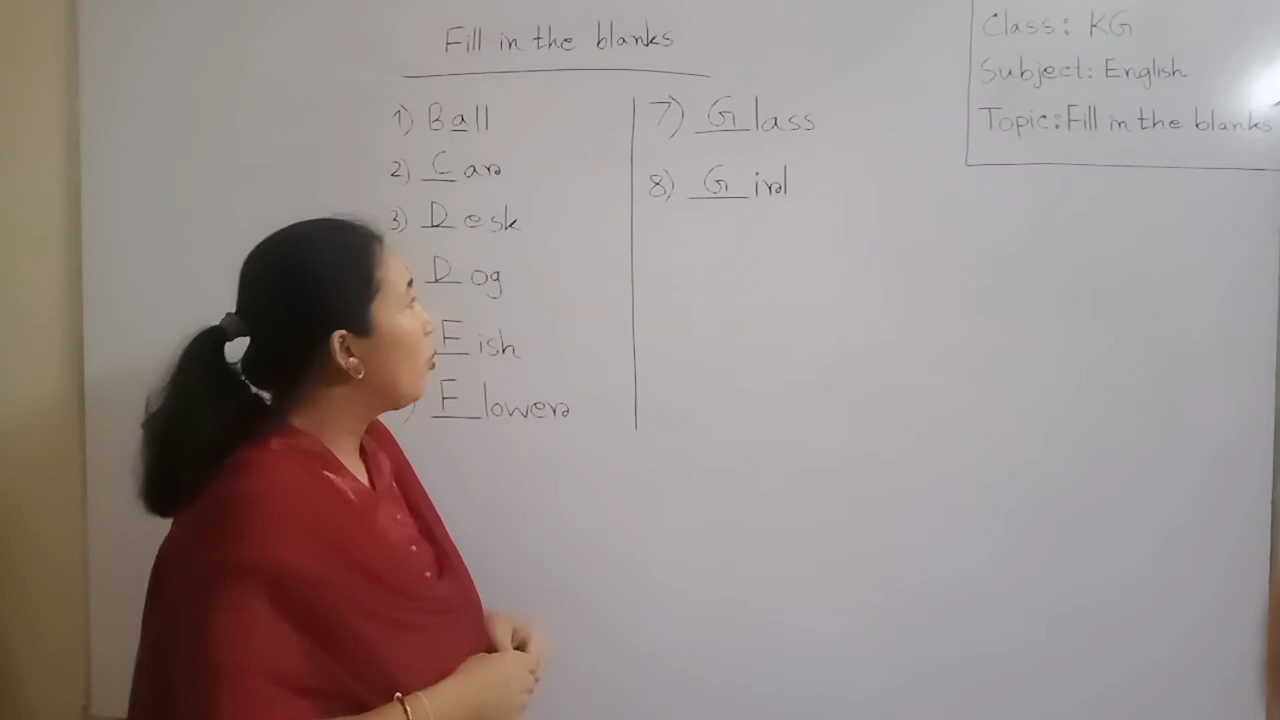 Fill in the blanks
1) Ball
2) Car
3) Desk
Dog
Fish
) Flower
7) Glass
8) Girl
Class: KG
Subject: English
Topic: Fill in the blanks